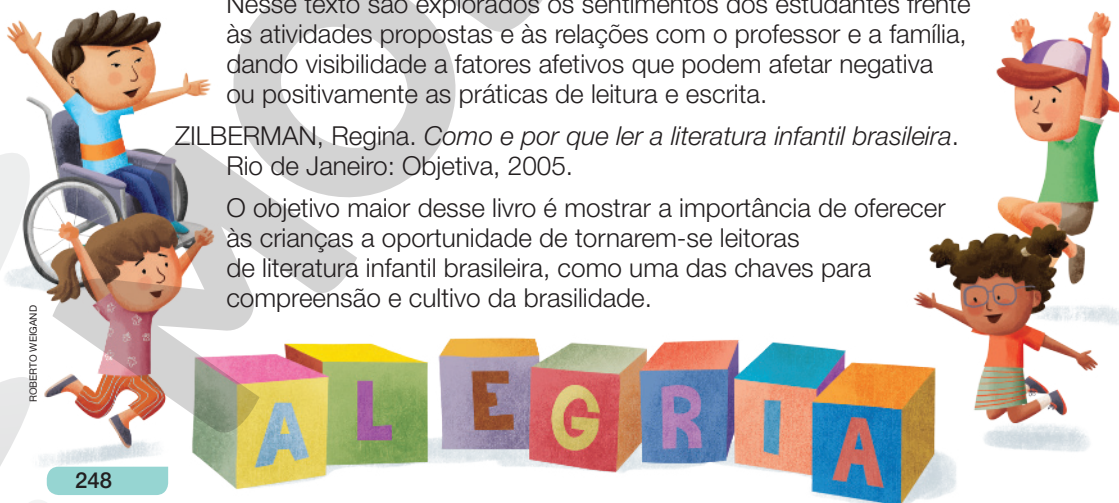 Nesse texto são explorados os sentimentos dos estudantes frente
às atividades propostas e às relações com o professor e a família,
dando visibilidade a fatores afetivos que podem afetar negativa
ou positivamente as práticas de leitura e escrita.
ZILBERMAN, Regina. Como e por que ler a literatura infantil brasileira.
Rio de Janeiro: Objetiva, 2005.
O objetivo maior desse livro é mostrar a importância de oferecer
às crianças a oportunidade de tornarem-se leitoras
de literatura infantil brasileira, como uma das chaves para
compreensão e cultivo da brasilidade.
ROBERTO WEIGAND
ALEGRIA
248